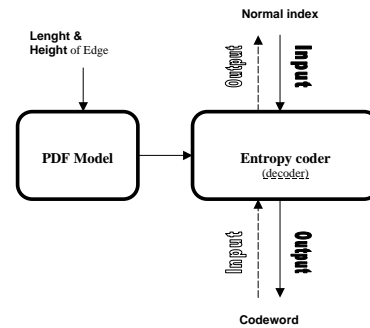 Normal index
Lenght &
Height of Edge
Output
Input
PDF Model
Entropy coder
(decoder)
Input
Output
Codeword